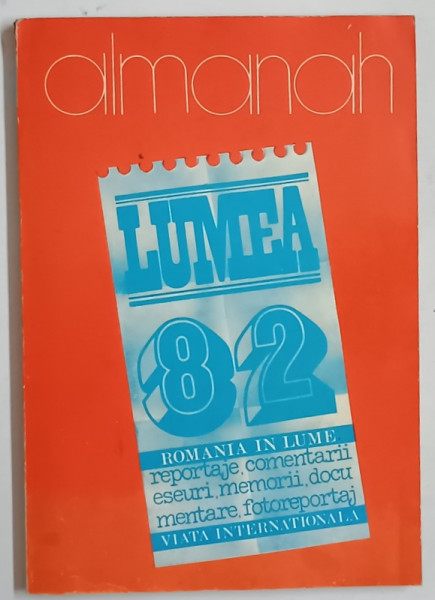 almanah
LUMEA
82
ROMANIA IN LUME,
reportaje, comentarii
eseuri, memorii, docu
mentare, fotoreportaj
VIATA INTERNATIONALA